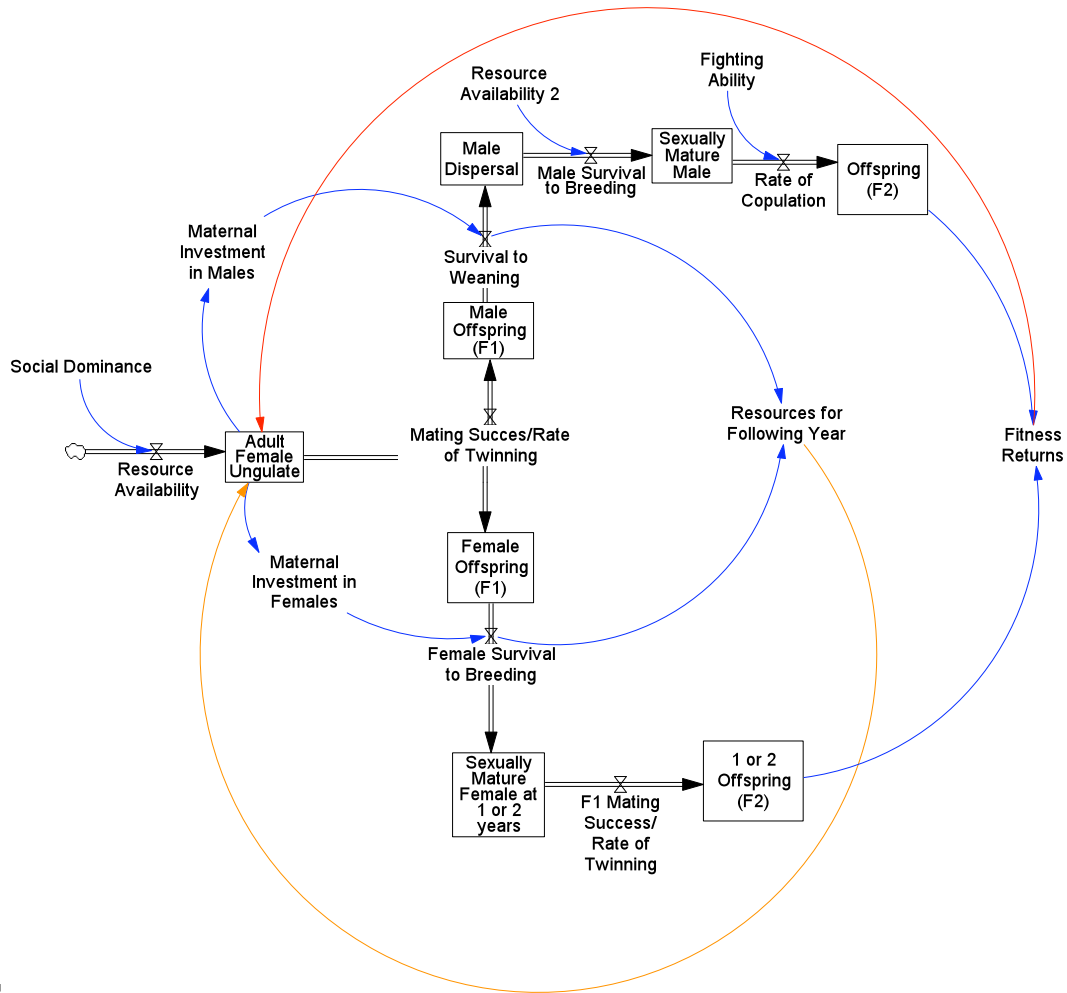 Fighting
Ability
Resource
Availability 2
Male
Dispersal
Male Survival
to Breeding
Sexually
Mature
Male
Rate of
Copulation
Offspring
(F2)
Maternal
Investment
in Males
Survival to
Weaning
Male
Offspring
(F1)
Social Dominance
Resource
Availability
Adult
Female
Ungulate
Mating Succes/Rate
of Twinning
Resources for
Following Year
Fitness
Returns
Female
Offspring
(F1)
Maternal
Investment in
Females
Female Survival
to Breeding
Sexually
Mature
Female at
1 or 2
years
F1 Mating
Success/
Rate of
Twinning
1 or 2
Offspring
(F2)